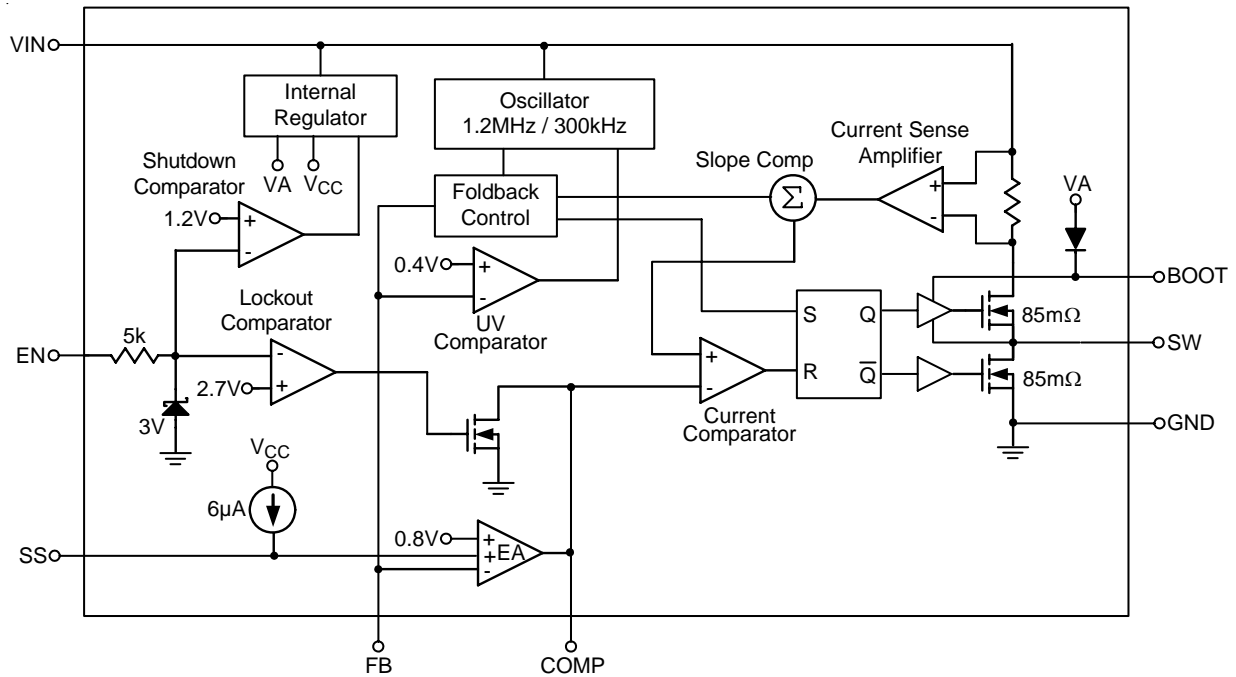 VIN
Internal
Regulator
Oscillator
1.2MHz / 300kHz
Current Sense
Amplifier
Shutdown
Comparator
VA
VCC
Slope Comp
Foldback
Control
Σ
+
-
VA
1.2V
+
-
0.4V
+
-
BOOT
Lockout
Comparator
UV
Comparator
S
Q
85mΩ
5k
EN
-
+
2.7V
SW
+
-
R
Q
85mΩ
3V
Current
Comparator
GND
VCC
6µA
0.8V
+
+
-
EA
SS
FB
COMP